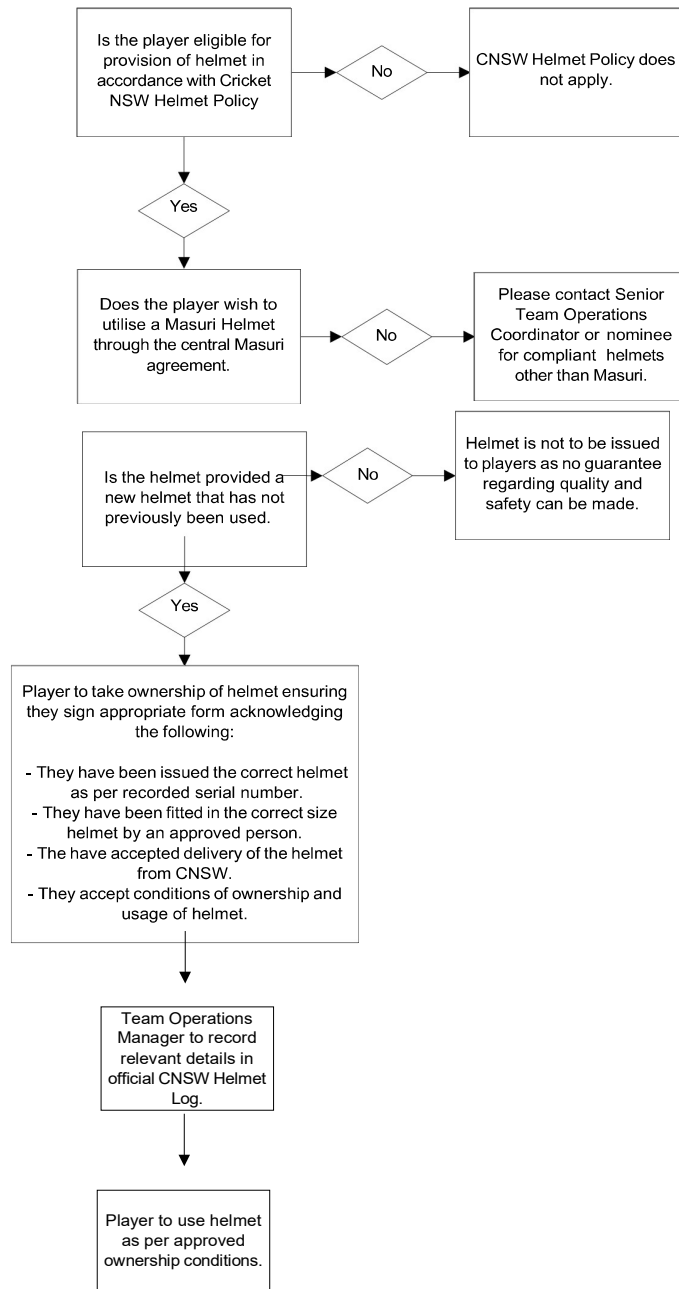 Is the player eligible for
provision of helmet in
accordance with Cricket
NSW Helmet Policy
No
CNSW Helmet Policy does
not apply.
Yes
Does the player wish to
utilise a Masuri Helmet
through the central Masuri
agreement.
No
Please contact Senior
Team Operations
Coordinator or nominee
for compliant helmets
other than Masuri.
Is the helmet provided a
new helmet that has not
previously been used.
No
Helmet is not to be issued
to players as no guarantee
regarding quality and
safety can be made.
Yes
Player to take ownership of helmet ensuring
they sign appropriate form acknowledging
the following:
- They have been issued the correct helmet
as per recorded serial number.
- They have been fitted in the correct size
helmet by an approved person.
- The have accepted delivery of the helmet
from CNSW.
- They accept conditions of ownership and
usage of helmet.
Team Operations
Manager to record
relevant details in
official CNSW Helmet
Log.
Player to use helmet
as per approved
ownership conditions.